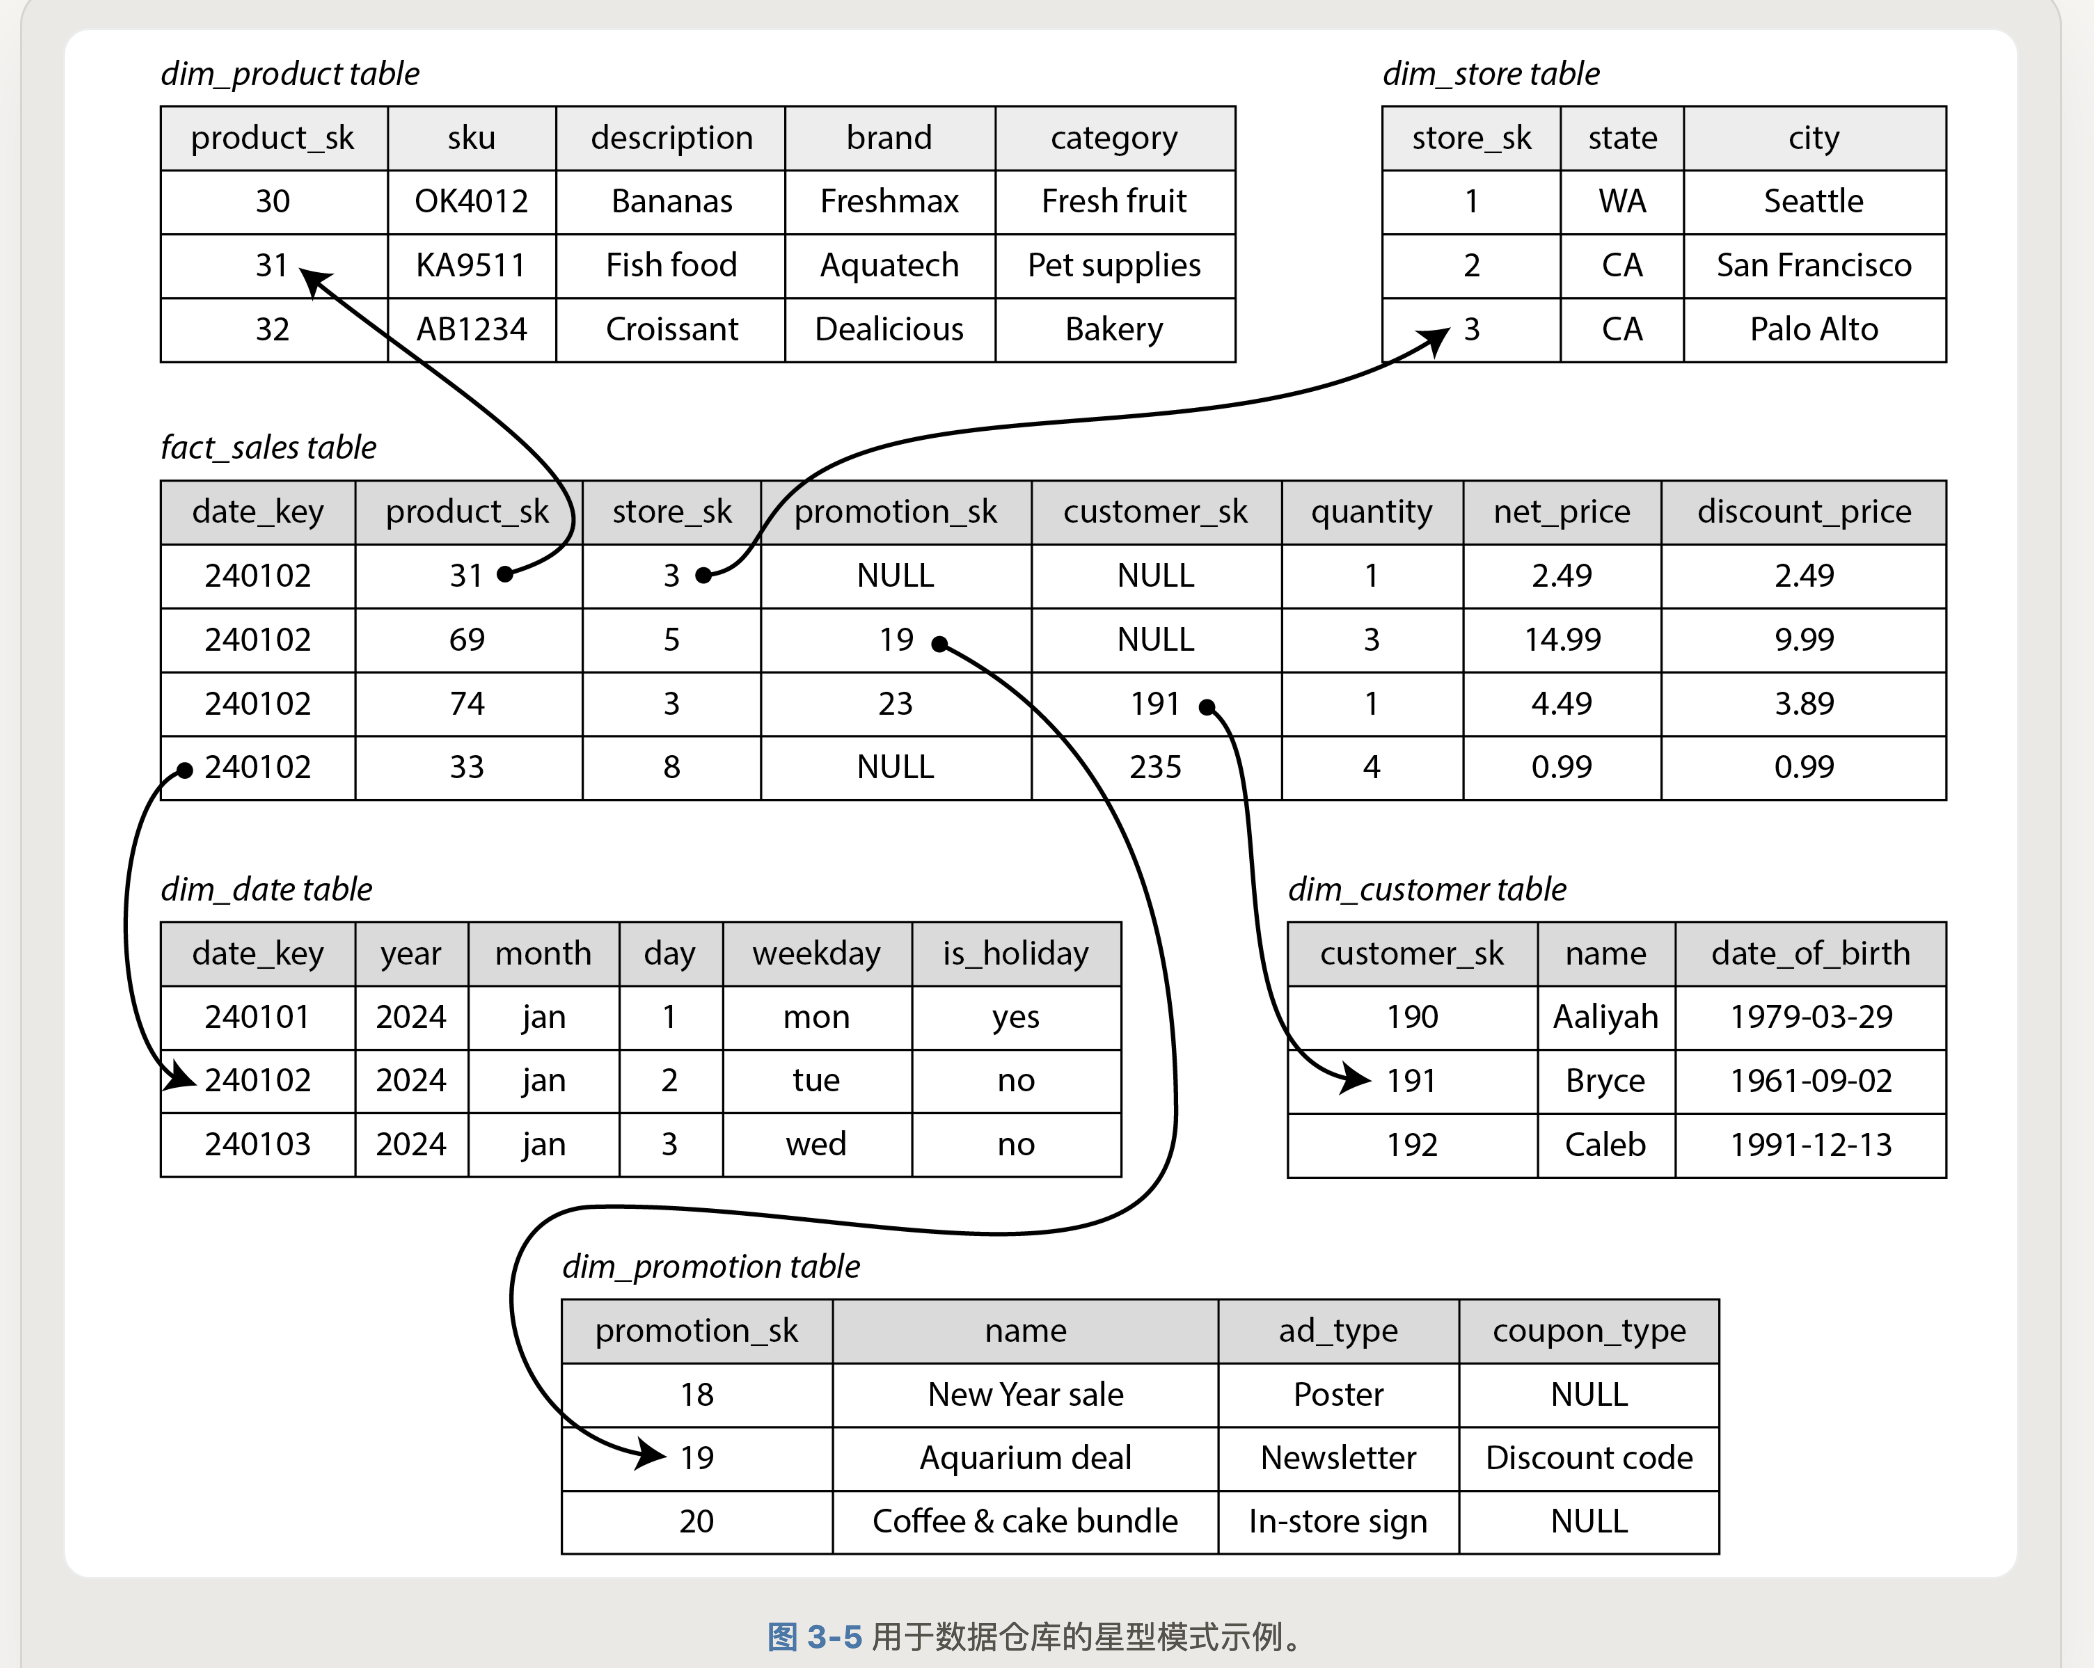 dim_product table
product_sk sku description brand category
30 OK4012 Bananas Freshmax Fresh fruit
31 KA9511 Fish food Aquatech Pet supplies
32 AB1234 Croissant Dealicious Bakery
dim_store table
store_sk state city
1 WA Seattle
2 CA San Francisco
3 CA Palo Alto
fact_sales table
date_key product_sk store_sk promotion_sk customer_sk quantity net_price discount_price
240102 31 3 NULL NULL 1 2.49 2.49
240102 69 5 19 NULL 3 14.99 9.99
240102 74 3 23 191 1 4.49 3.89
240102 33 8 NULL 235 4 0.99 0.99
dim_date table
date_key year month day weekday is_holiday
240101 2024 jan 1 mon yes
240102 2024 jan 2 tue no
240103 2024 jan 3 wed no
dim_customer table
customer_sk name date_of_birth
190 Aaliyah 1979-03-29
191 Bryce 1961-09-02
192 Caleb 1991-12-13
dim_promotion table
promotion_sk name ad_type coupon_type
18 New Year sale Poster NULL
19 Aquarium deal Newsletter Discount code
20 Coffee & cake bundle In-store sign NULL
图 3-5 用于数据仓库的星型模式示例。